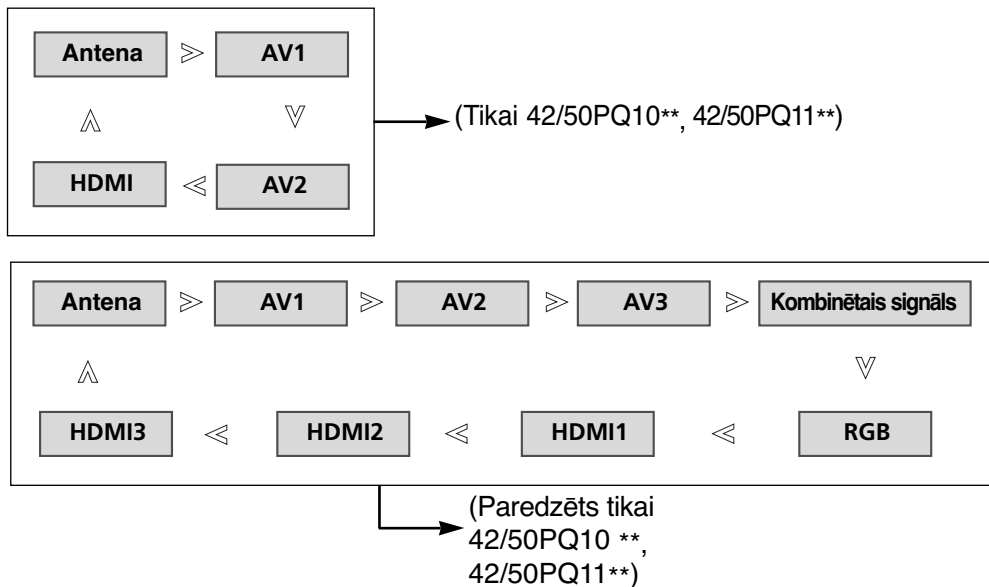 Antena AV1
(Tikai 42/50PQ10**, 42/50PQ11**)
HDMI AV2
Antena AV1 AV2 AV3 Kombinētais signāls
HDMI3 HDMI2 HDMI1 RGB
(Paredzēts tikai
42/50PQ10 **,
42/50PQ11**)